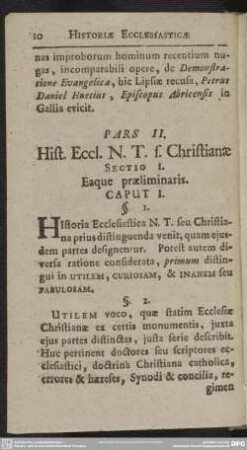 10 HISTORIÆ ECCLESIASTICÆ
nas improborum hominum recentium nu-
gas, incomparabili opere, de Demonstra-
tione Evangelica, hic Lipsiæ recusa, Petrus
Daniel Huetius, Episcopus Abricensis in
Gallia evicit.
PARS II.
Hist. Eccl. N. T. s. Christianæ
SECTIO I.
Eaque præliminaris.
CAPUT I.
§ 1.
HIstoria Ecclesiastica N. T. seu Christia-
na prius distinguenda venit, quam ejus-
dem partes designentur. Potest autem di-
versa ratione considerata, primum distin-
gui in UTILEM, CURIOSAM, & INANEM seu
FABULOSAM.
§. 2.
UTILEM voco, quæ statim Ecclesiæ
Christianæ ex certis monumentis, juxta
ejus partes distinctas, justa serie describit.
Huc pertinent doctores seu scriptores ec-
clesiastici, doctrina Christiana catholica,
errores & hæreses, Synodi & concilia, re-
gimen